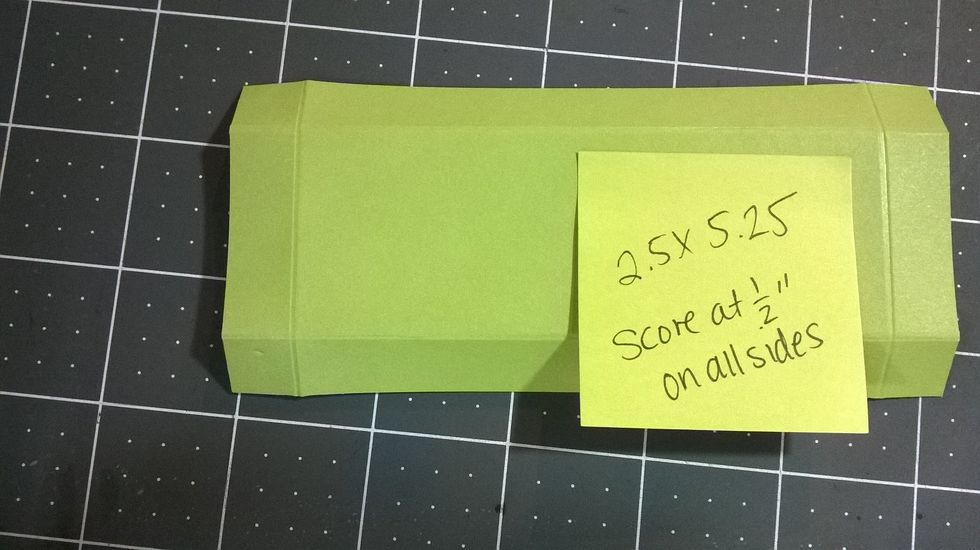 2.5x 5.25
Score at ½"
on all sides